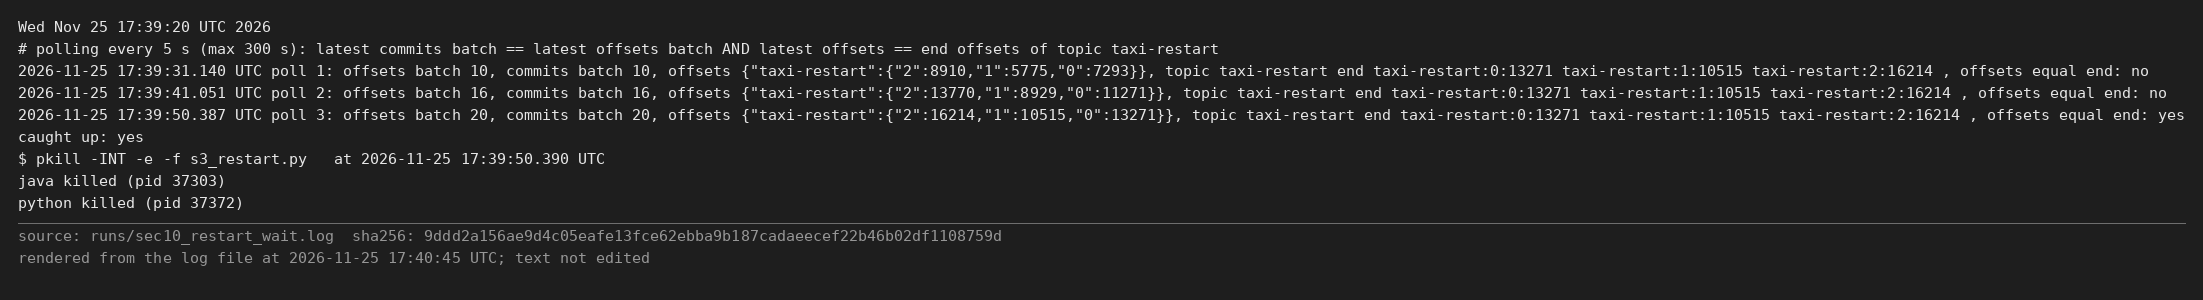 Wed Nov 25 17:39:20 UTC 2026
# polling every 5 s (max 300 s): latest commits batch == latest offsets batch AND latest offsets == end offsets of topic taxi-restart
2026-11-25 17:39:31.140 UTC poll 1: offsets batch 10, commits batch 10, offsets {"taxi-restart":{"2":8910,"1":5775,"0":7293}}, topic taxi-restart end taxi-restart:0:13271 taxi-restart:1:10515 taxi-restart:2:16214 , offsets equal end: no
2026-11-25 17:39:41.051 UTC poll 2: offsets batch 16, commits batch 16, offsets {"taxi-restart":{"2":13770,"1":8929,"0":11271}}, topic taxi-restart end taxi-restart:0:13271 taxi-restart:1:10515 taxi-restart:2:16214 , offsets equal end: no
2026-11-25 17:39:50.387 UTC poll 3: offsets batch 20, commits batch 20, offsets {"taxi-restart":{"2":16214,"1":10515,"0":13271}}, topic taxi-restart end taxi-restart:0:13271 taxi-restart:1:10515 taxi-restart:2:16214 , offsets equal end: yes
caught up: yes
$ pkill -INT -e -f s3_restart.py   at 2026-11-25 17:39:50.390 UTC
java killed (pid 37303)
python killed (pid 37372)
source: runs/sec10_restart_wait.log  sha256: 9ddd2a156ae9d4c05eafe13fce62ebba9b187cadaeecef22b46b02df1108759d
rendered from the log file at 2026-11-25 17:40:45 UTC; text not edited